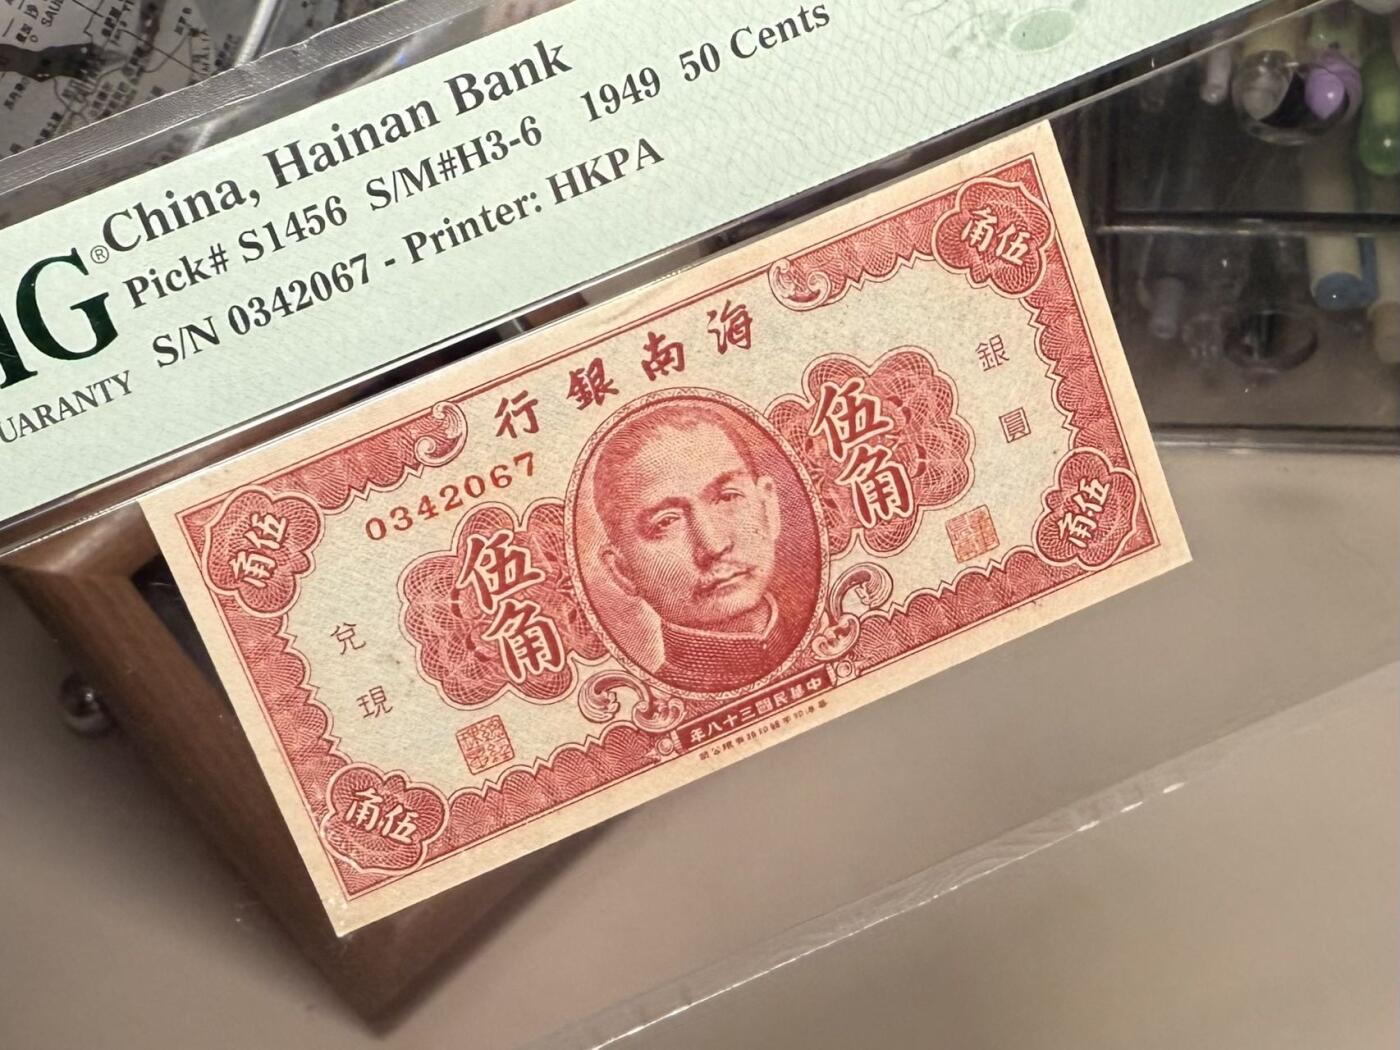 China, Hainan Bank
Pick# S1456 S/M#H3-6 1949 50 Cents
S/N 0342067 - Printer: HKPA
G®
UARANTY
海南銀行
0342067
伍角
伍角
伍角
伍角
伍角
伍角
銀圓
兌現
中華民國三十八年